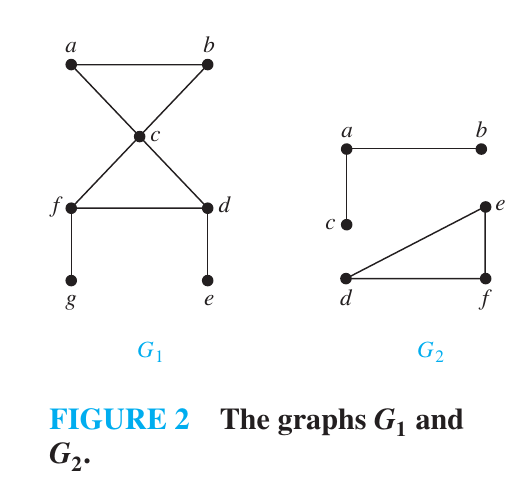 a b
c
f d
g e
G1
a b
c
e
d f
G2
FIGURE 2 The graphs G1 and
G2.